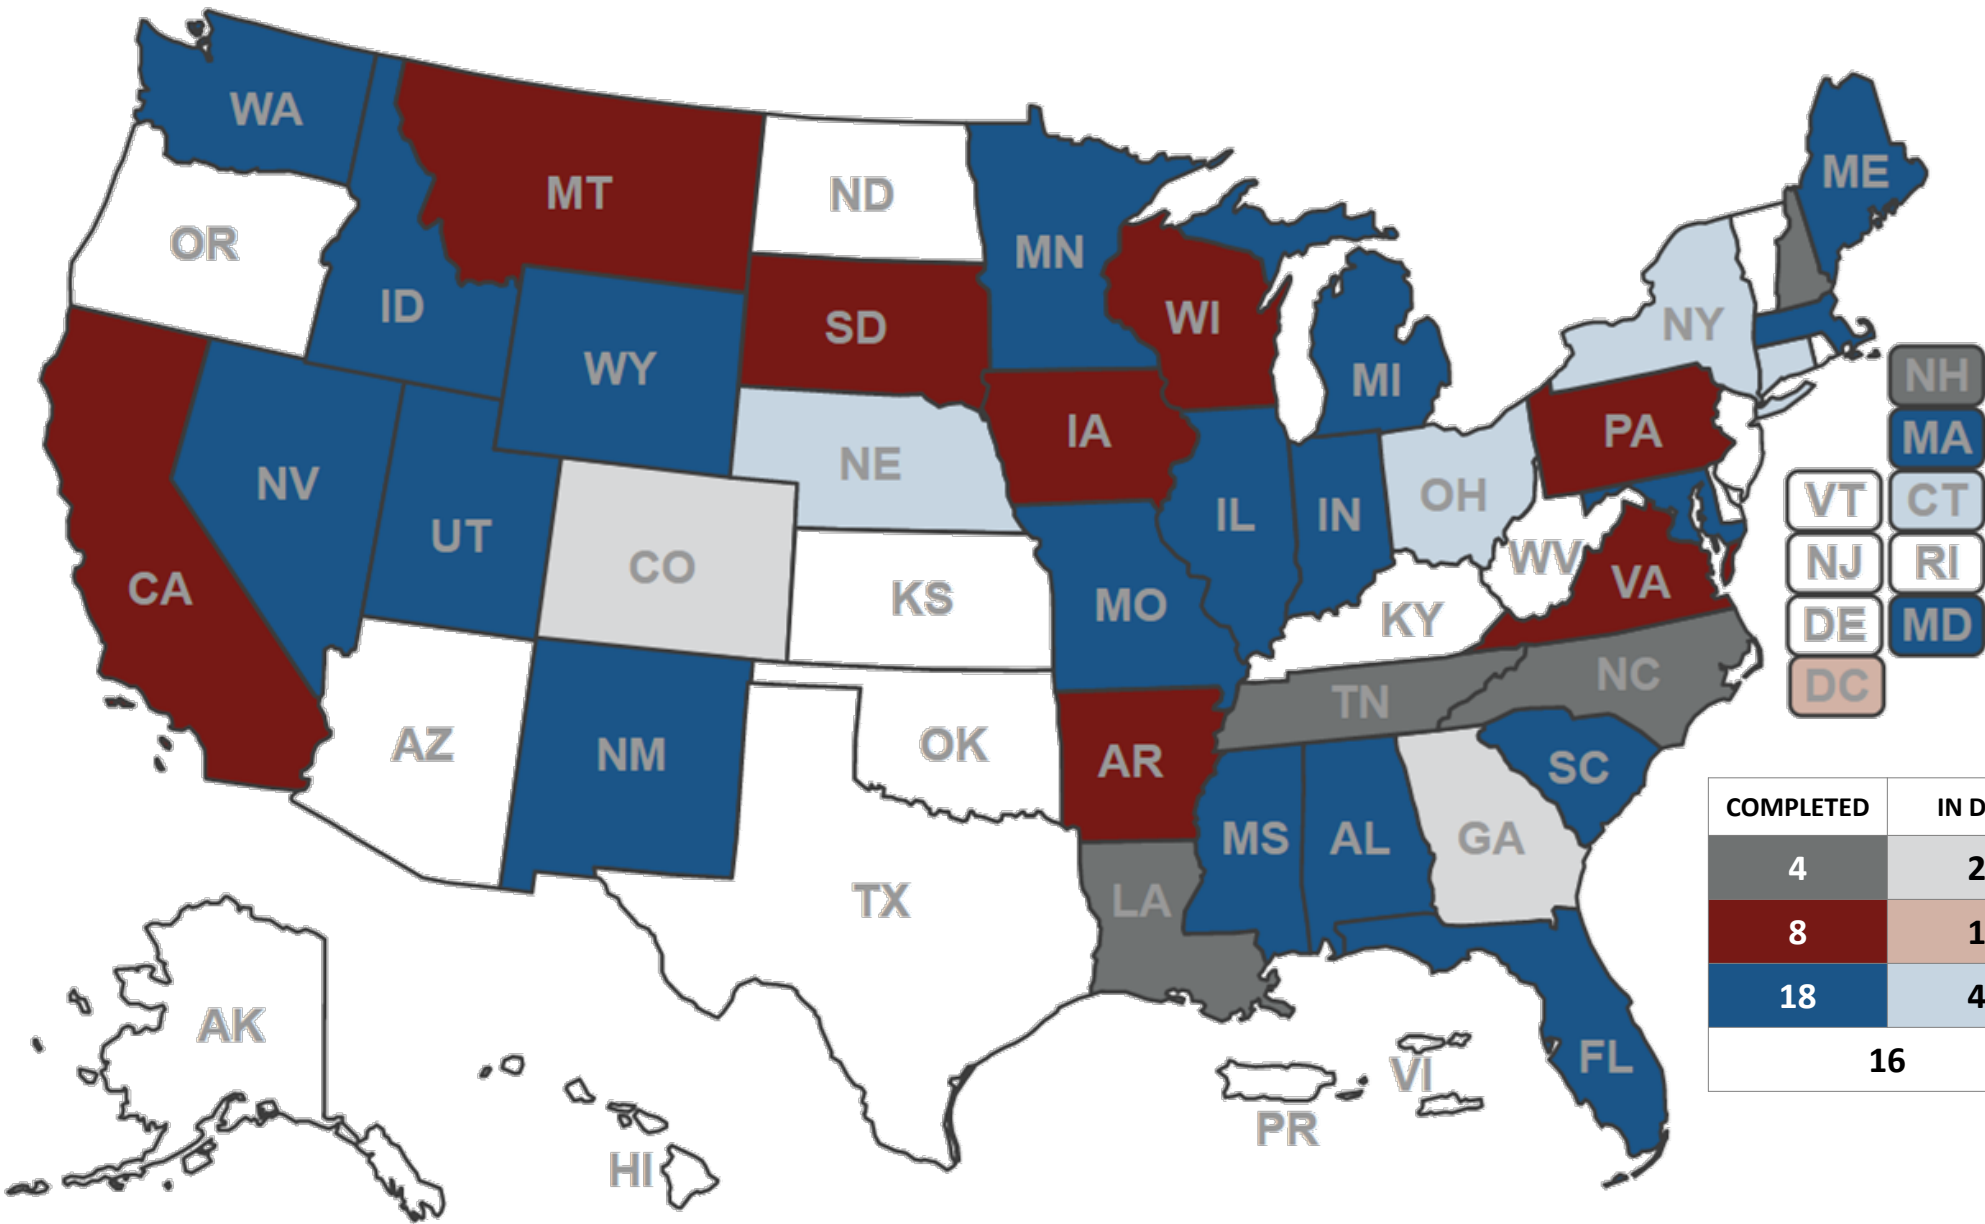 WA
MT
ND
ME
OR
MN
ID
SD
WI
NY
WY
MI
NH
IA
PA
MA
NV
NE
UT
IL
IN
OH
VT
CT
CO
WV
NJ
RI
CA
KS
MO
KY
VA
DE
MD
TN
NC
DC
AZ
NM
OK
AR
SC
MS
AL
GA
TX
LA
AK
VI
FL
PR
HI
COMPLETED IN D
4 2
8 1
18 4
16